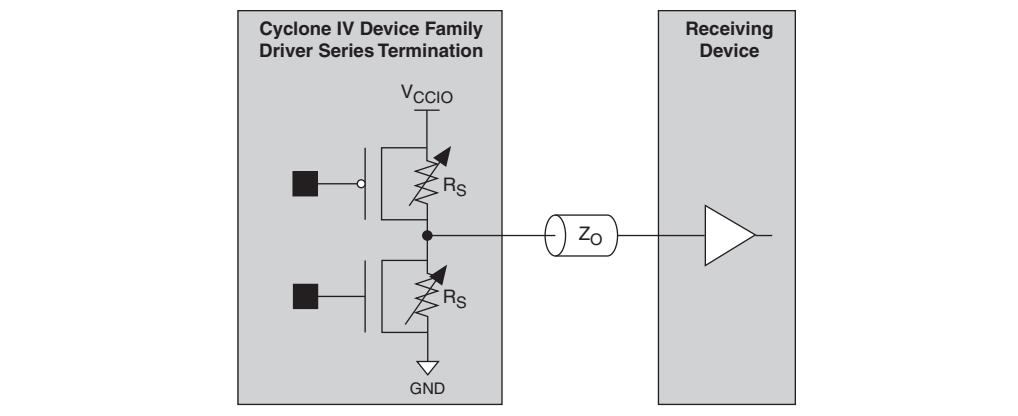 Cyclone IV Device Family
Driver Series Termination
Receiving
Device
VCCIO
RS
ZO
RS
GND